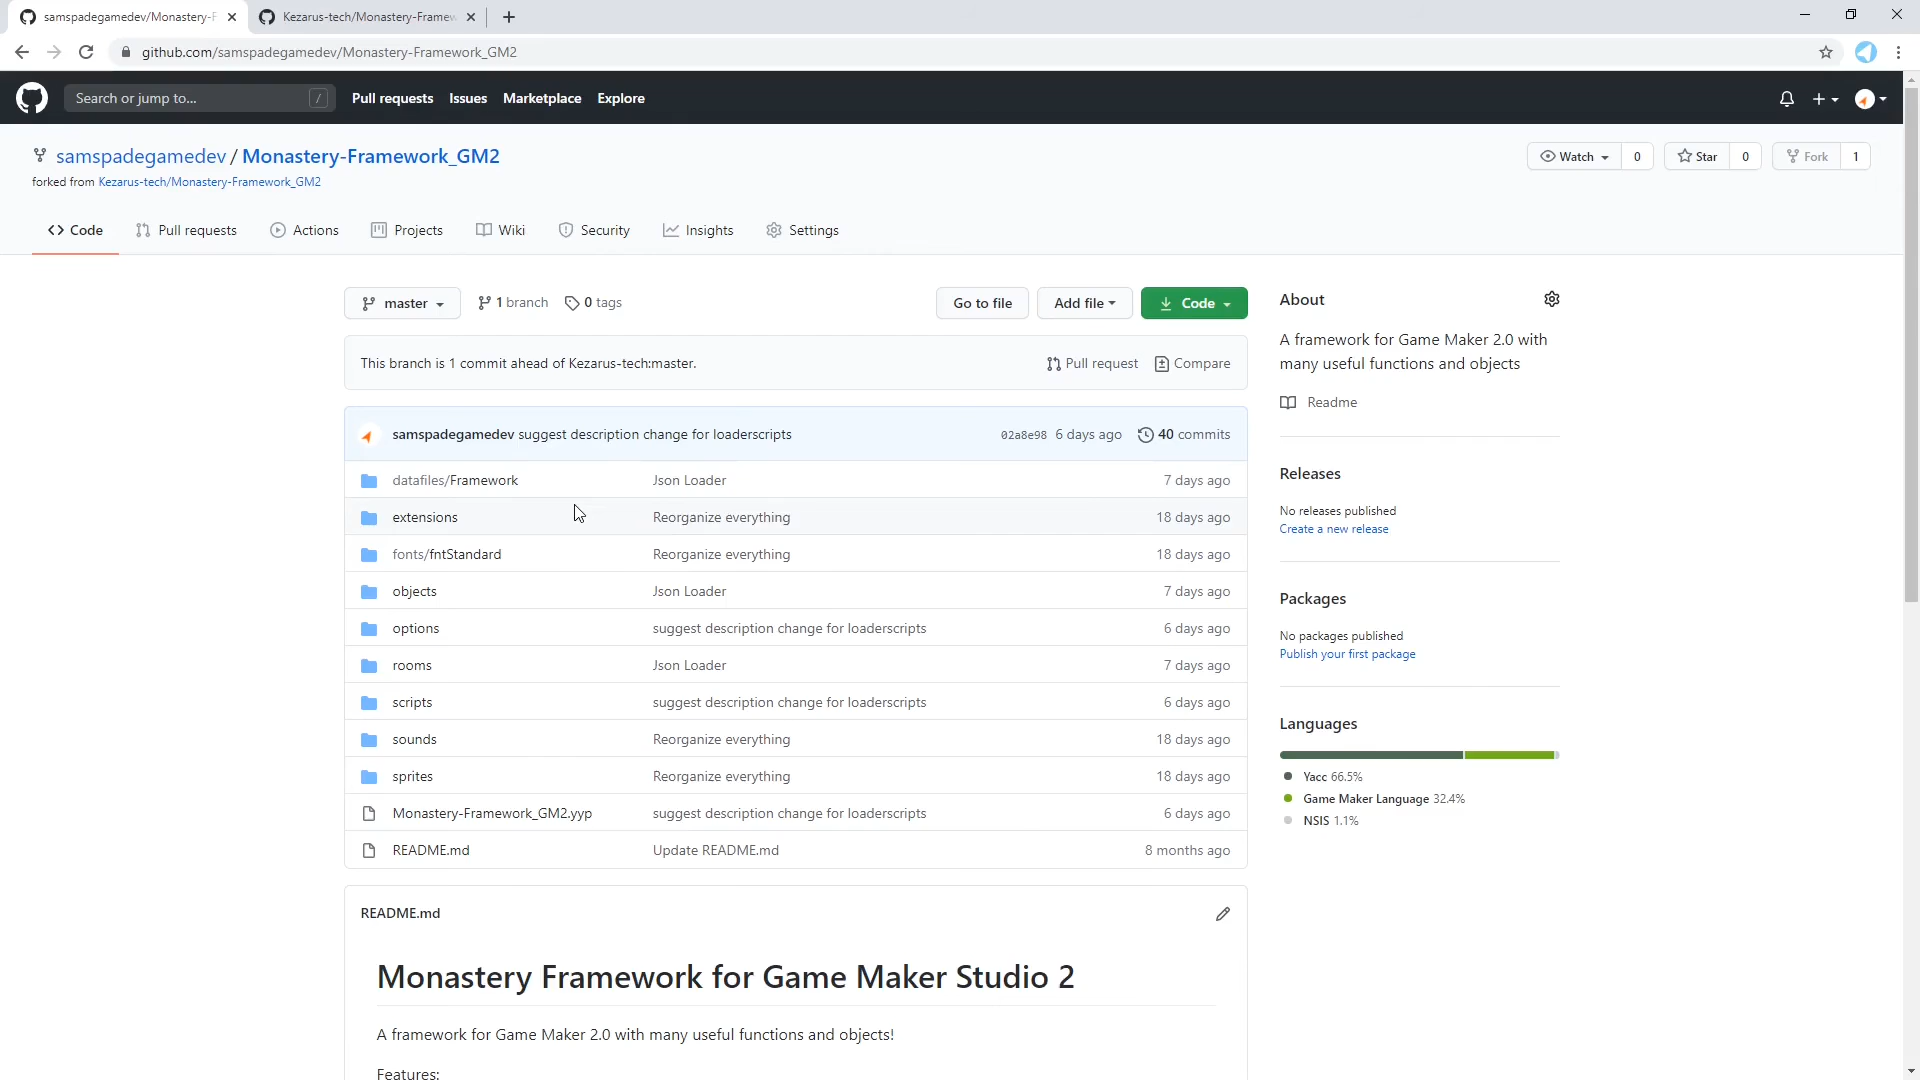 samspadegamedev/Monastery-F
Kezarus-tech/Monastery-Framew
github.com/samspadegamedev/Monastery-Framework_GM2
Search or jump to...
/
Pull requests
Issues
Marketplace
Explore
samspadegamedev / Monastery-Framework_GM2
forked from Kezarus-tech/Monastery-Framework_GM2
Watch 0
Star 0
Fork 1
Code
Pull requests
Actions
Projects
Wiki
Security
Insights
Settings
master
1 branch
0 tags
Go to file
Add file
Code
This branch is 1 commit ahead of Kezarus-tech:master.
Pull request
Compare
samspadegamedev suggest description change for loaderscripts 02a8e98 6 days ago 40 commits
datafiles/Framework Json Loader 7 days ago
extensions Reorganize everything 18 days ago
fonts/fntStandard Reorganize everything 18 days ago
objects Json Loader 7 days ago
options suggest description change for loaderscripts 6 days ago
rooms Json Loader 7 days ago
scripts suggest description change for loaderscripts 6 days ago
sounds Reorganize everything 18 days ago
sprites Reorganize everything 18 days ago
Monastery-Framework_GM2.yyp suggest description change for loaderscripts 6 days ago
README.md Update README.md 8 months ago
README.md
Monastery Framework for Game Maker Studio 2
A framework for Game Maker 2.0 with many useful functions and objects!
Features:
About
A framework for Game Maker 2.0 with
many useful functions and objects
Readme
Releases
No releases published
Create a new release
Packages
No packages published
Publish your first package
Languages
Yacc 66.5%
Game Maker Language 32.4%
NSIS 1.1%